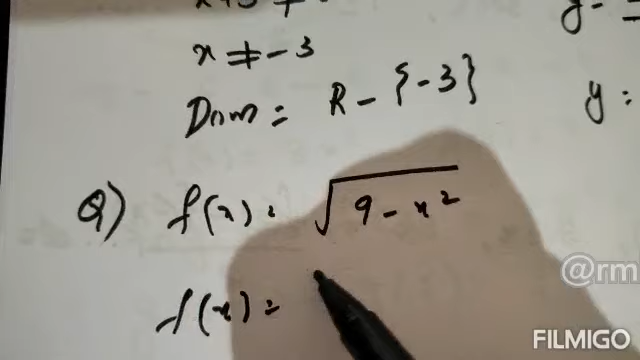 x ≠ - 3
Dom = R - {-3}
y =
y =
Q) f(x) = √(9 - x²)
f(x) =
@rm
FILMIGO